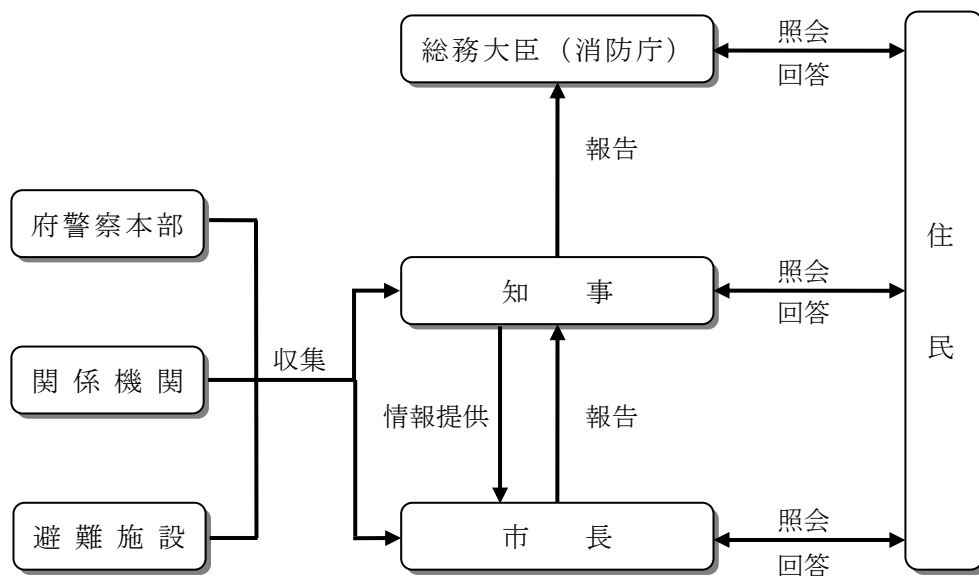 総務大臣（消防庁）
照会
回答
報告
府警察本部
住民
知事
照会
回答
関係機関
収集
情報提供
報告
避難施設
市長
照会
回答